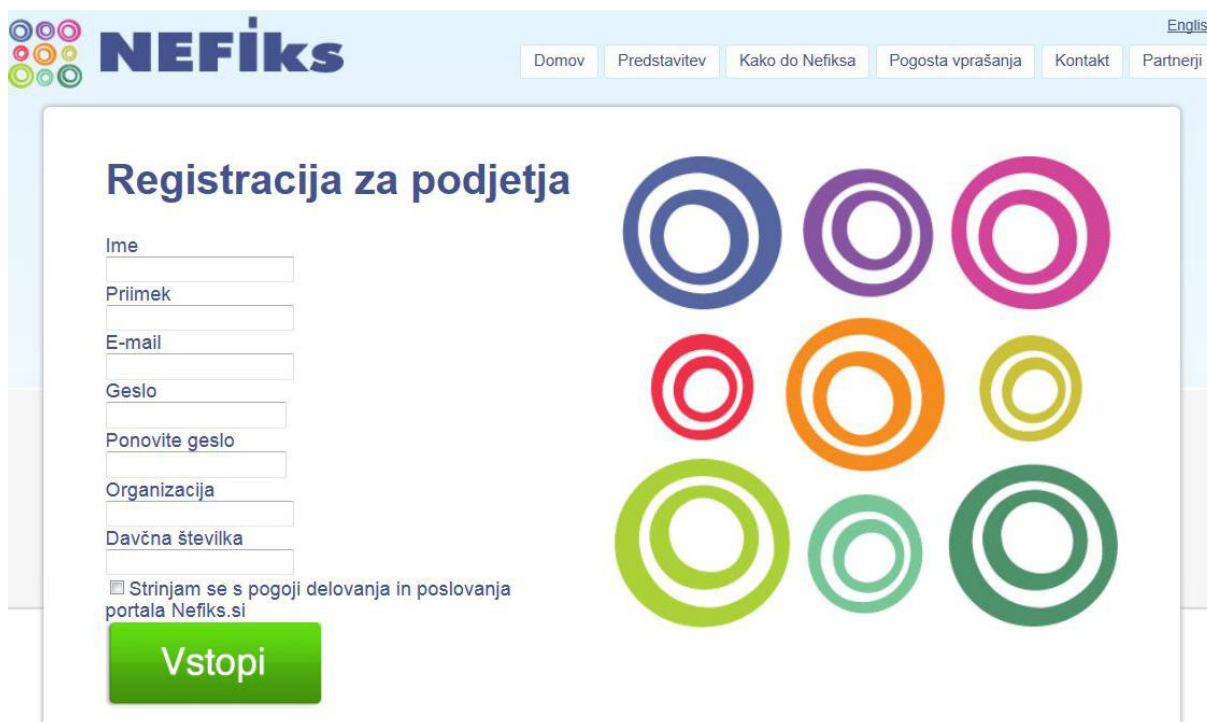 NEFiks
Englis
Domov Predstavitev Kako do Nefiksa Pogosta vprašanja Kontakt Partnerji
Registracija za podjetja
Ime
Priimek
E-mail
Geslo
Ponovite geslo
Organizacija
Davčna številka
Strinjam se s pogoji delovanja in poslovanja
portala Nefiks.si
Vstopi